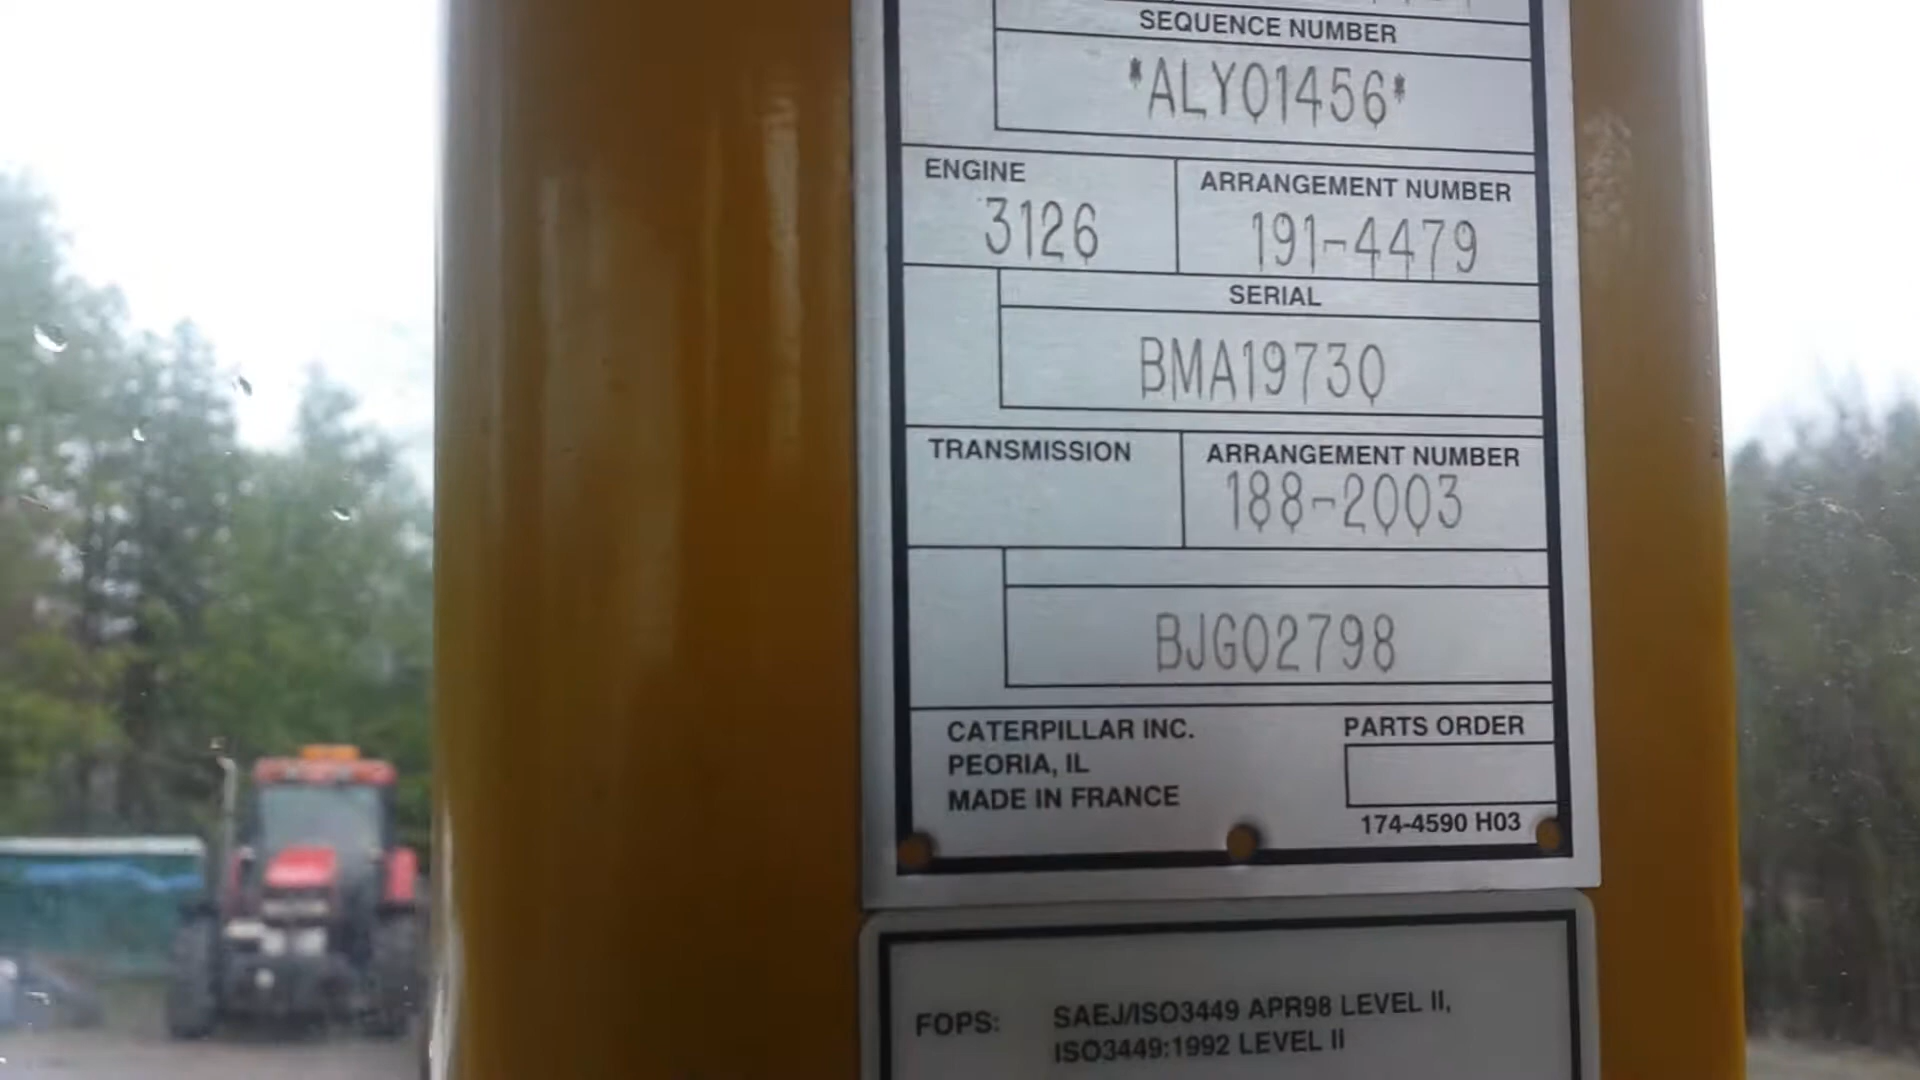 SEQUENCE NUMBER
*ALY01456*
ENGINE
3126
ARRANGEMENT NUMBER
191-4479
SERIAL
BMA19730
TRANSMISSION
ARRANGEMENT NUMBER
188-2003
BJG02798
CATERPILLAR INC.
PEORIA, IL
MADE IN FRANCE
PARTS ORDER
174-4590 H03
FOPS: SAEJ/ISO3449 APR98 LEVEL II,
ISO3449:1992 LEVEL II